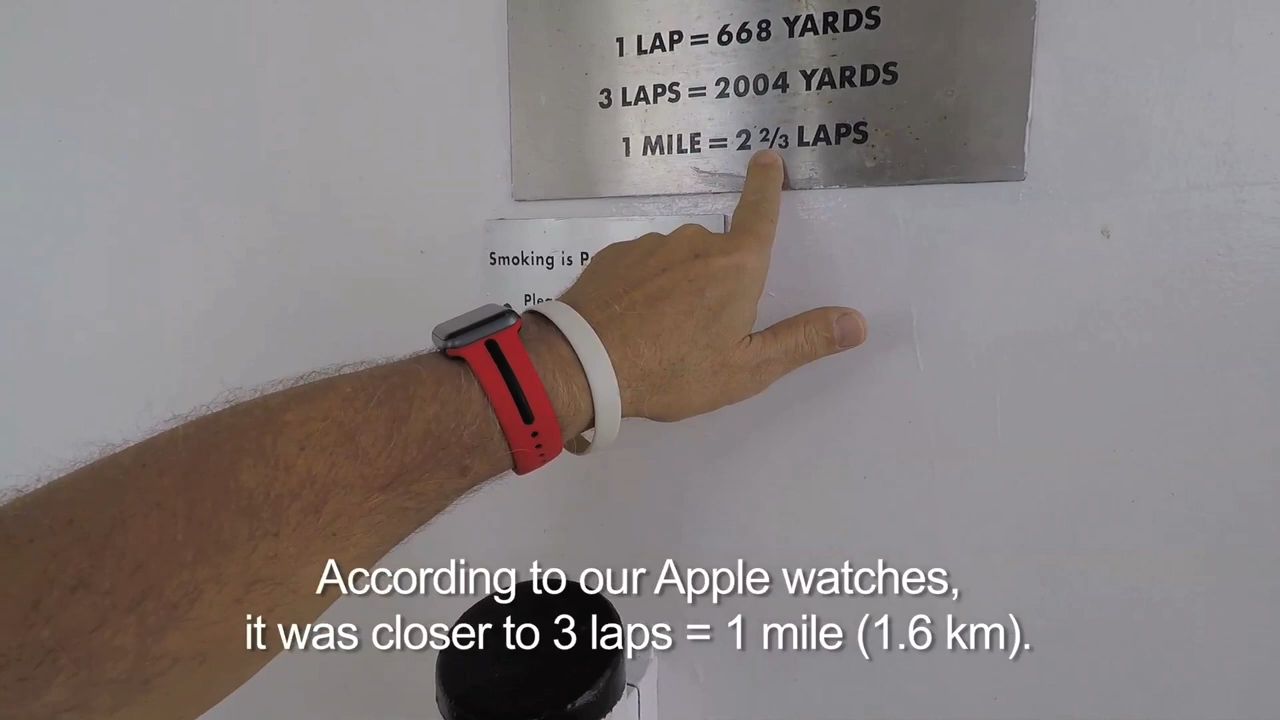 1 LAP = 668 YARDS
3 LAPS = 2004 YARDS
1 MILE = 2 2/3 LAPS
Smoking is
According to our Apple watches,
it was closer to 3 laps = 1 mile (1.6 km).